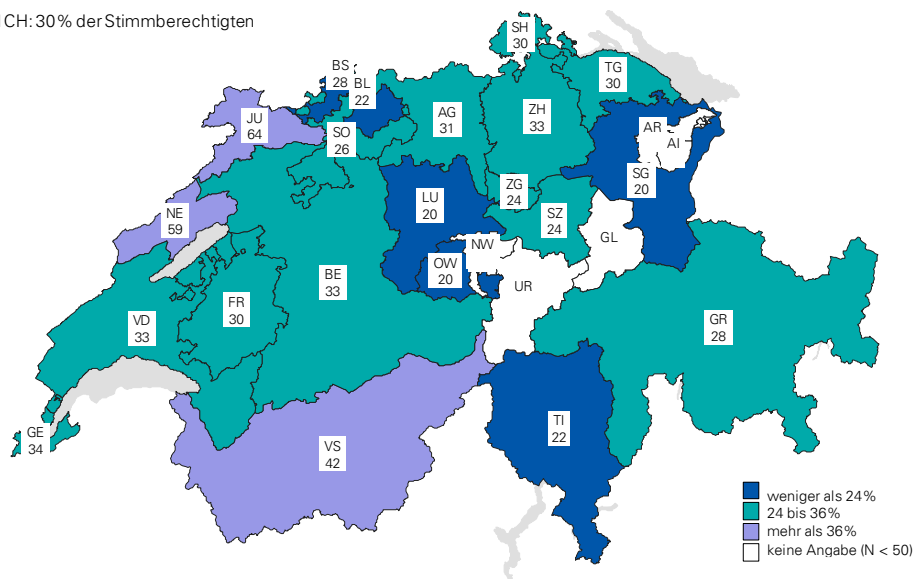 CH: 30% der Stimmberechtigten
SH
30
BS
28
BL
22
TG
30
JU
64
AG
31
ZH
33
SO
26
AR
AI
SG
20
LU
20
ZG
24
SZ
24
NE
59
NW
GL
OW
20
UR
BE
33
FR
30
VD
33
GR
28
GE
34
VS
42
TI
22
weniger als 24%
24 bis 36%
mehr als 36%
keine Angabe (N < 50)